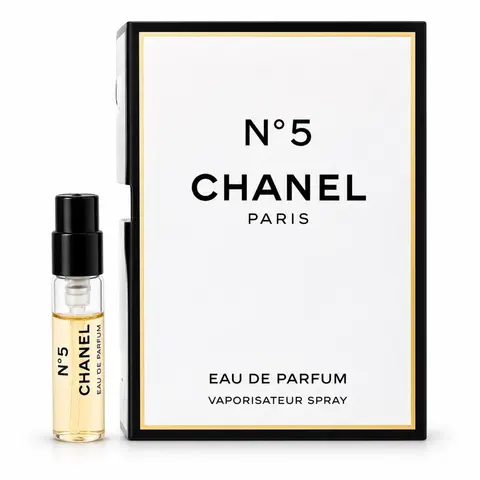 N°5
CHANEL
PARIS
EAU DE PARFUM
VAPORISATEUR SPRAY
N°5
CHANEL
EAU DE PARFUM